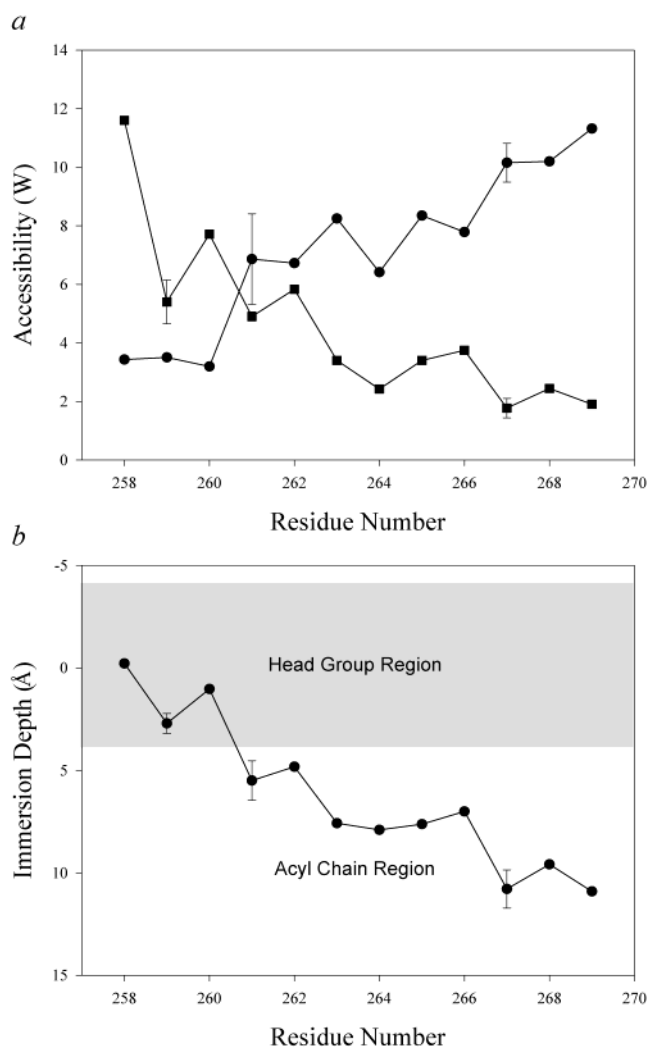 a
14
12
10
8
6
4
2
0
Accessibility (W)
258 260 262 264 266 268 270
Residue Number
b
-5
0
5
10
15
Immersion Depth (Å)
Head Group Region
Acyl Chain Region
258 260 262 264 266 268 270
Residue Number